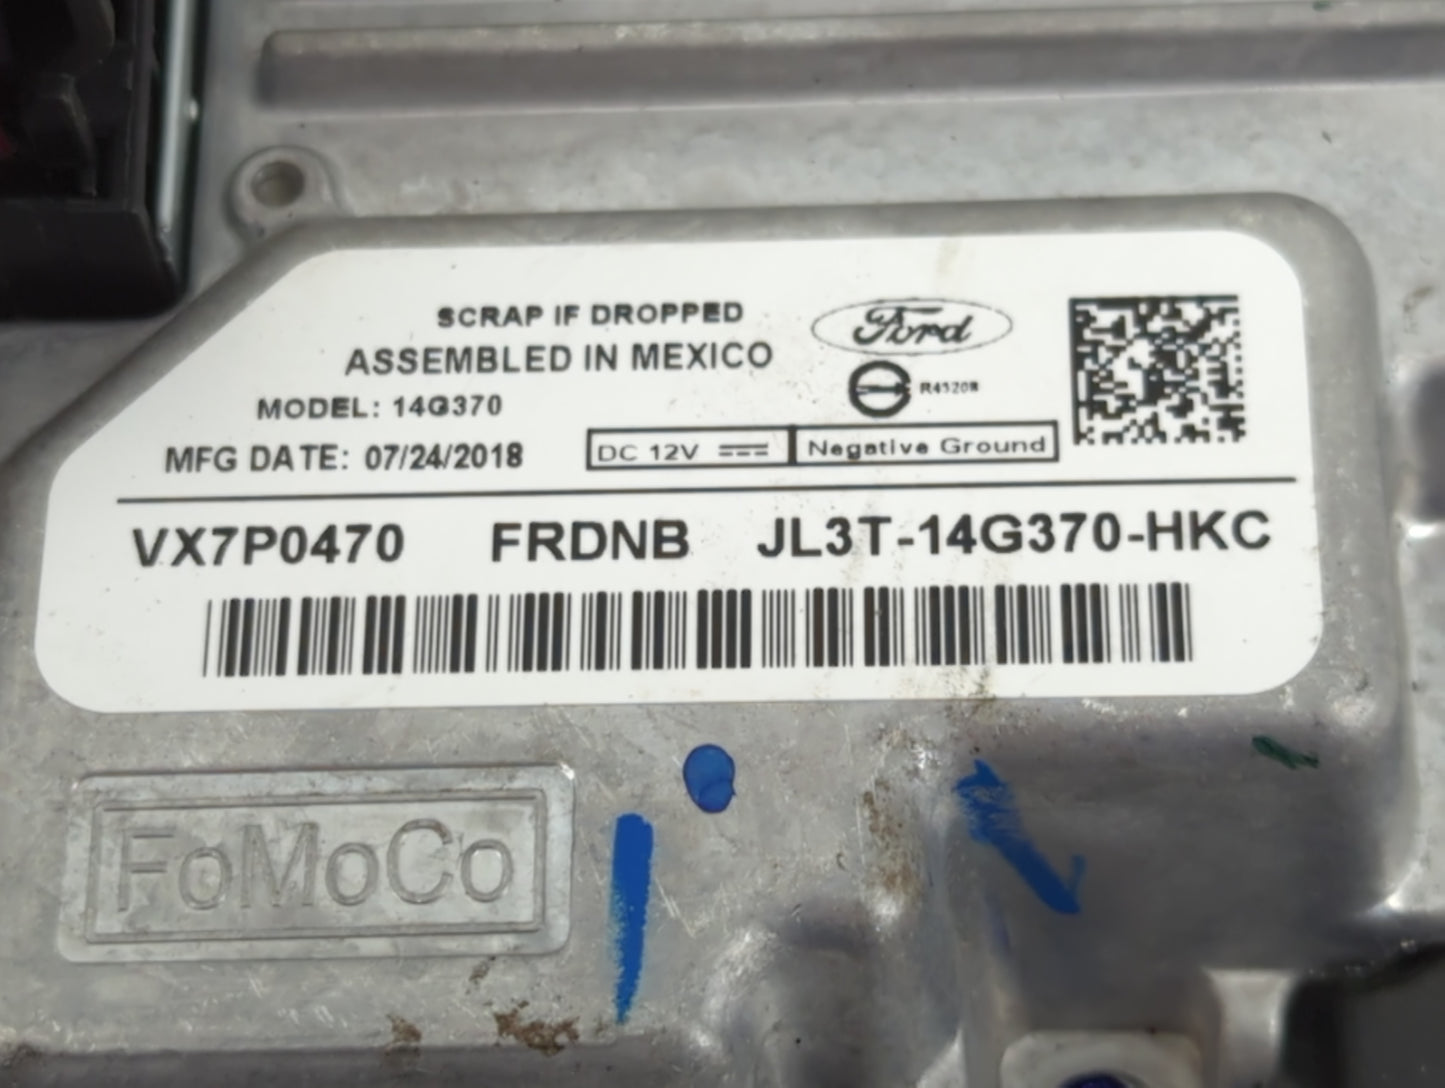 SCRAP IF DROPPED
ASSEMBLED IN MEXICO
Ford
MODEL: 14G370
MFG DATE: 07/24/2018
DC 12V
Negative Ground
VX7P0470 FRDNB JL3T-14G370-HKC
FoMoCo